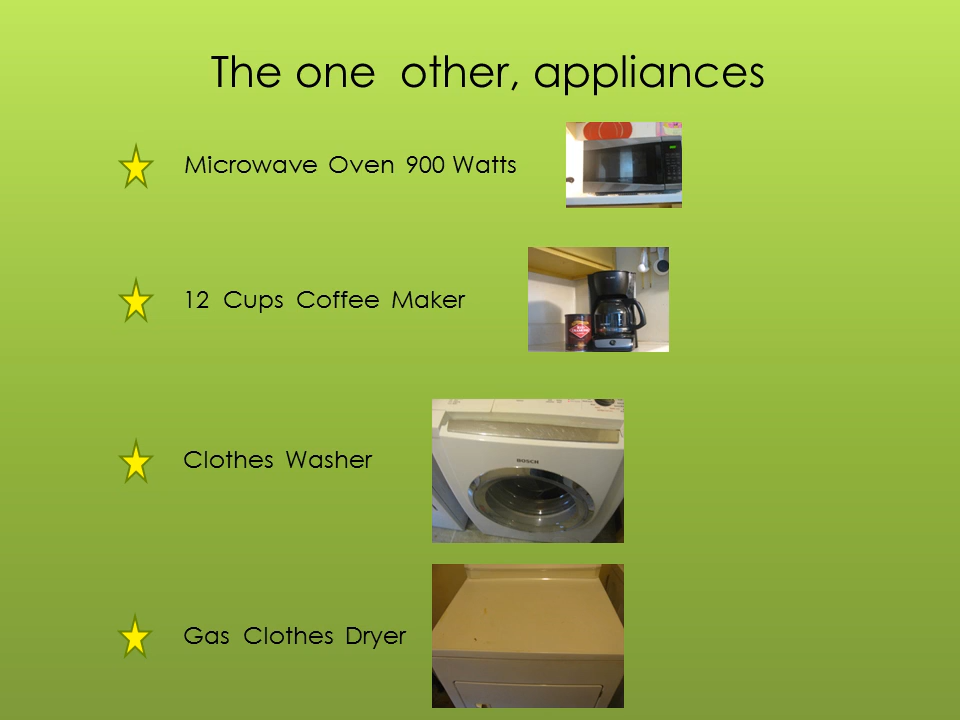 The one other, appliances
Microwave Oven 900 Watts
12 Cups Coffee Maker
BOSCH
Clothes Washer
Gas Clothes Dryer